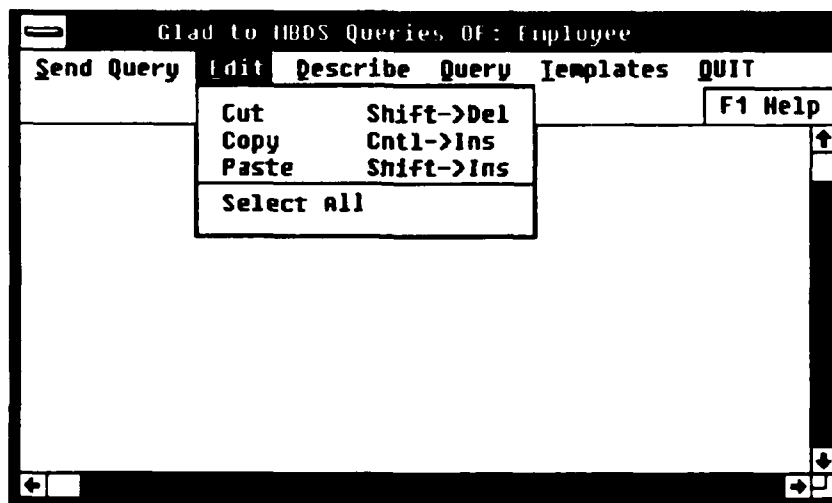 Glad to MBDS Queries OF: Employee
Send Query Edit Describe Query Templates QUIT
F1 Help
Cut Shift->Del
Copy Cntl->Ins
Paste Shift->Ins
Select All